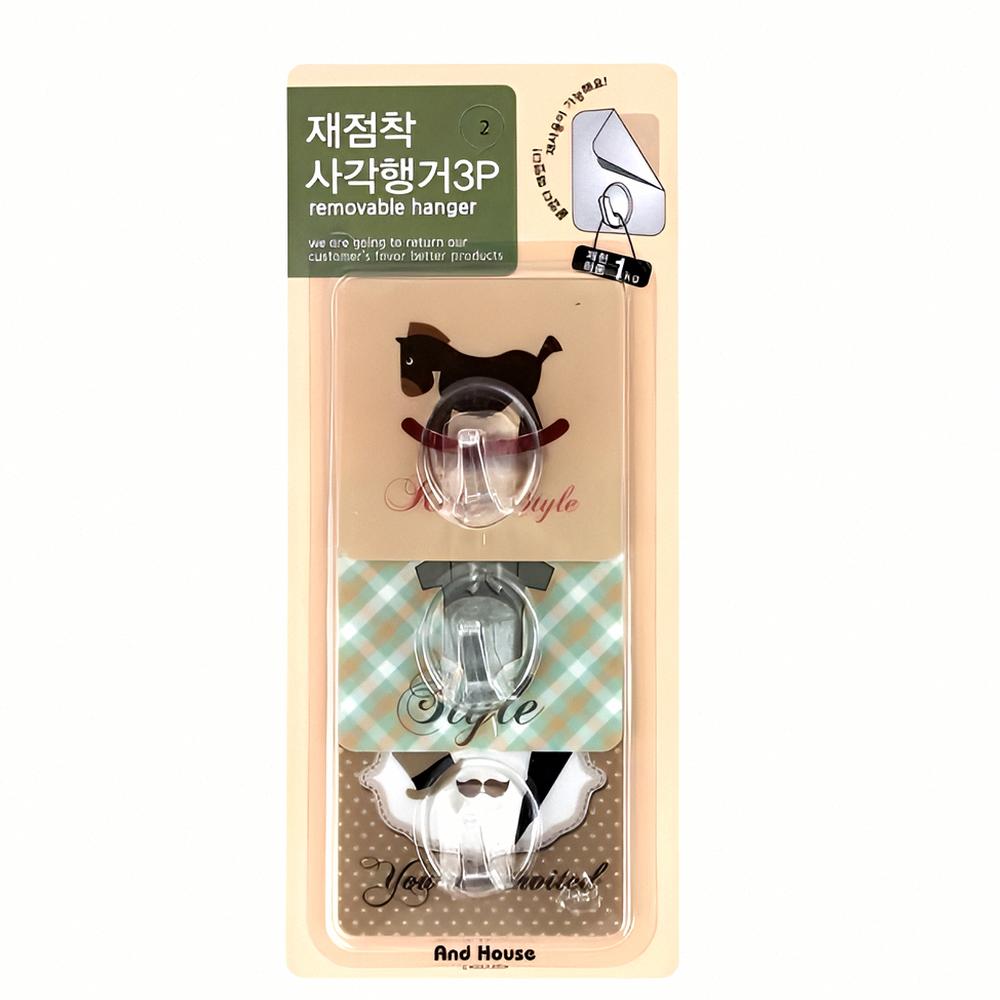 재점착
2
사각행거3P
removable hanger
we are going to return our
customer's favor better products
재사용이 가능해요!
1
Style
Style
You
And House